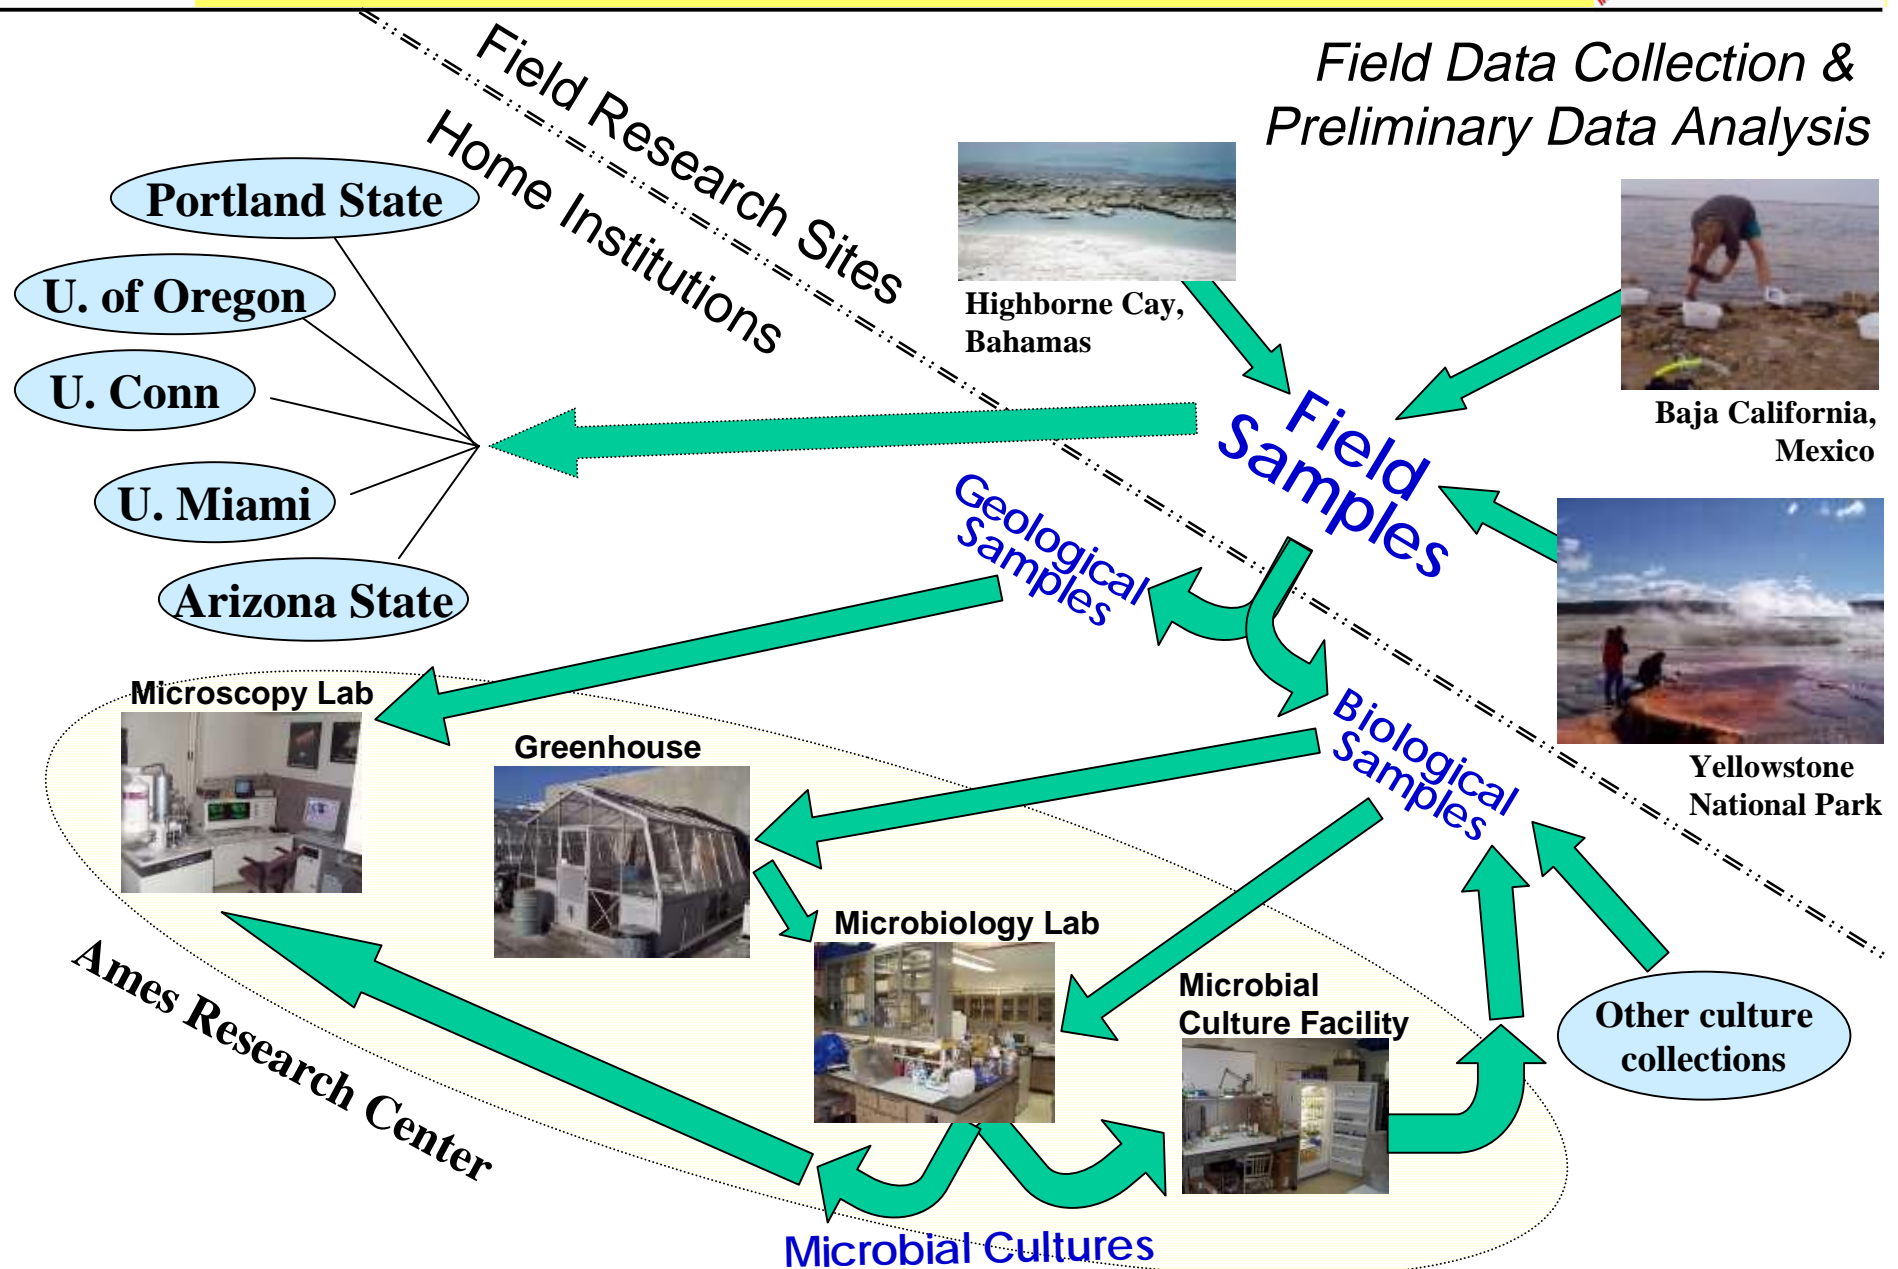 Field Data Collection &
Preliminary Data Analysis
Field Research Sites
Home Institutions
Portland State
U. of Oregon
U. Conn
U. Miami
Arizona State
Highborne Cay,
Bahamas
Baja California,
Mexico
Field
Samples
Geological
Samples
Yellowstone
National Park
Biological
Samples
Microscopy Lab
Greenhouse
Microbiology Lab
Microbial
Culture Facility
Other culture
collections
Ames Research Center
Microbial Cultures